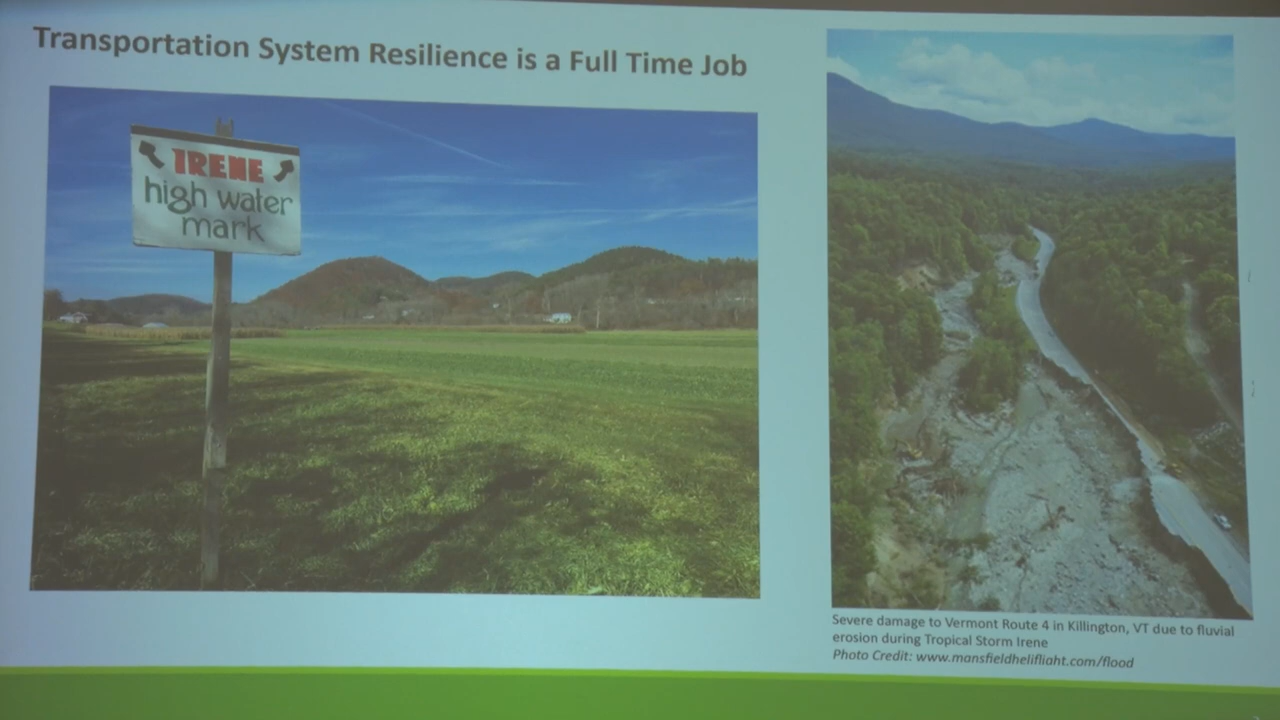 Transportation System Resilience is a Full Time Job
IRENE
high water
mark
Severe damage to Vermont Route 4 in Killington, VT due to fluvial
erosion during Tropical Storm Irene
Photo Credit: www.mansfieldhelifliaht.com/flood